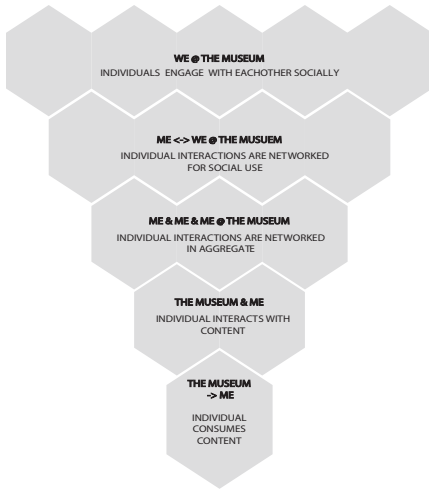 WE @ THE MUSEUM
INDIVIDUALS ENGAGE WITH EACHOTHER SOCIALLY
ME <-> WE @ THE MUSUEM
INDIVIDUAL INTERACTIONS ARE NETWORKED
FOR SOCIAL USE
ME & ME & ME @ THE MUSEUM
INDIVIDUAL INTERACTIONS ARE NETWORKED
IN AGGREGATE
THE MUSEUM & ME
INDIVIDUAL INTERACTS WITH
CONTENT
THE MUSEUM
-> ME
INDIVIDUAL
CONSUMES
CONTENT